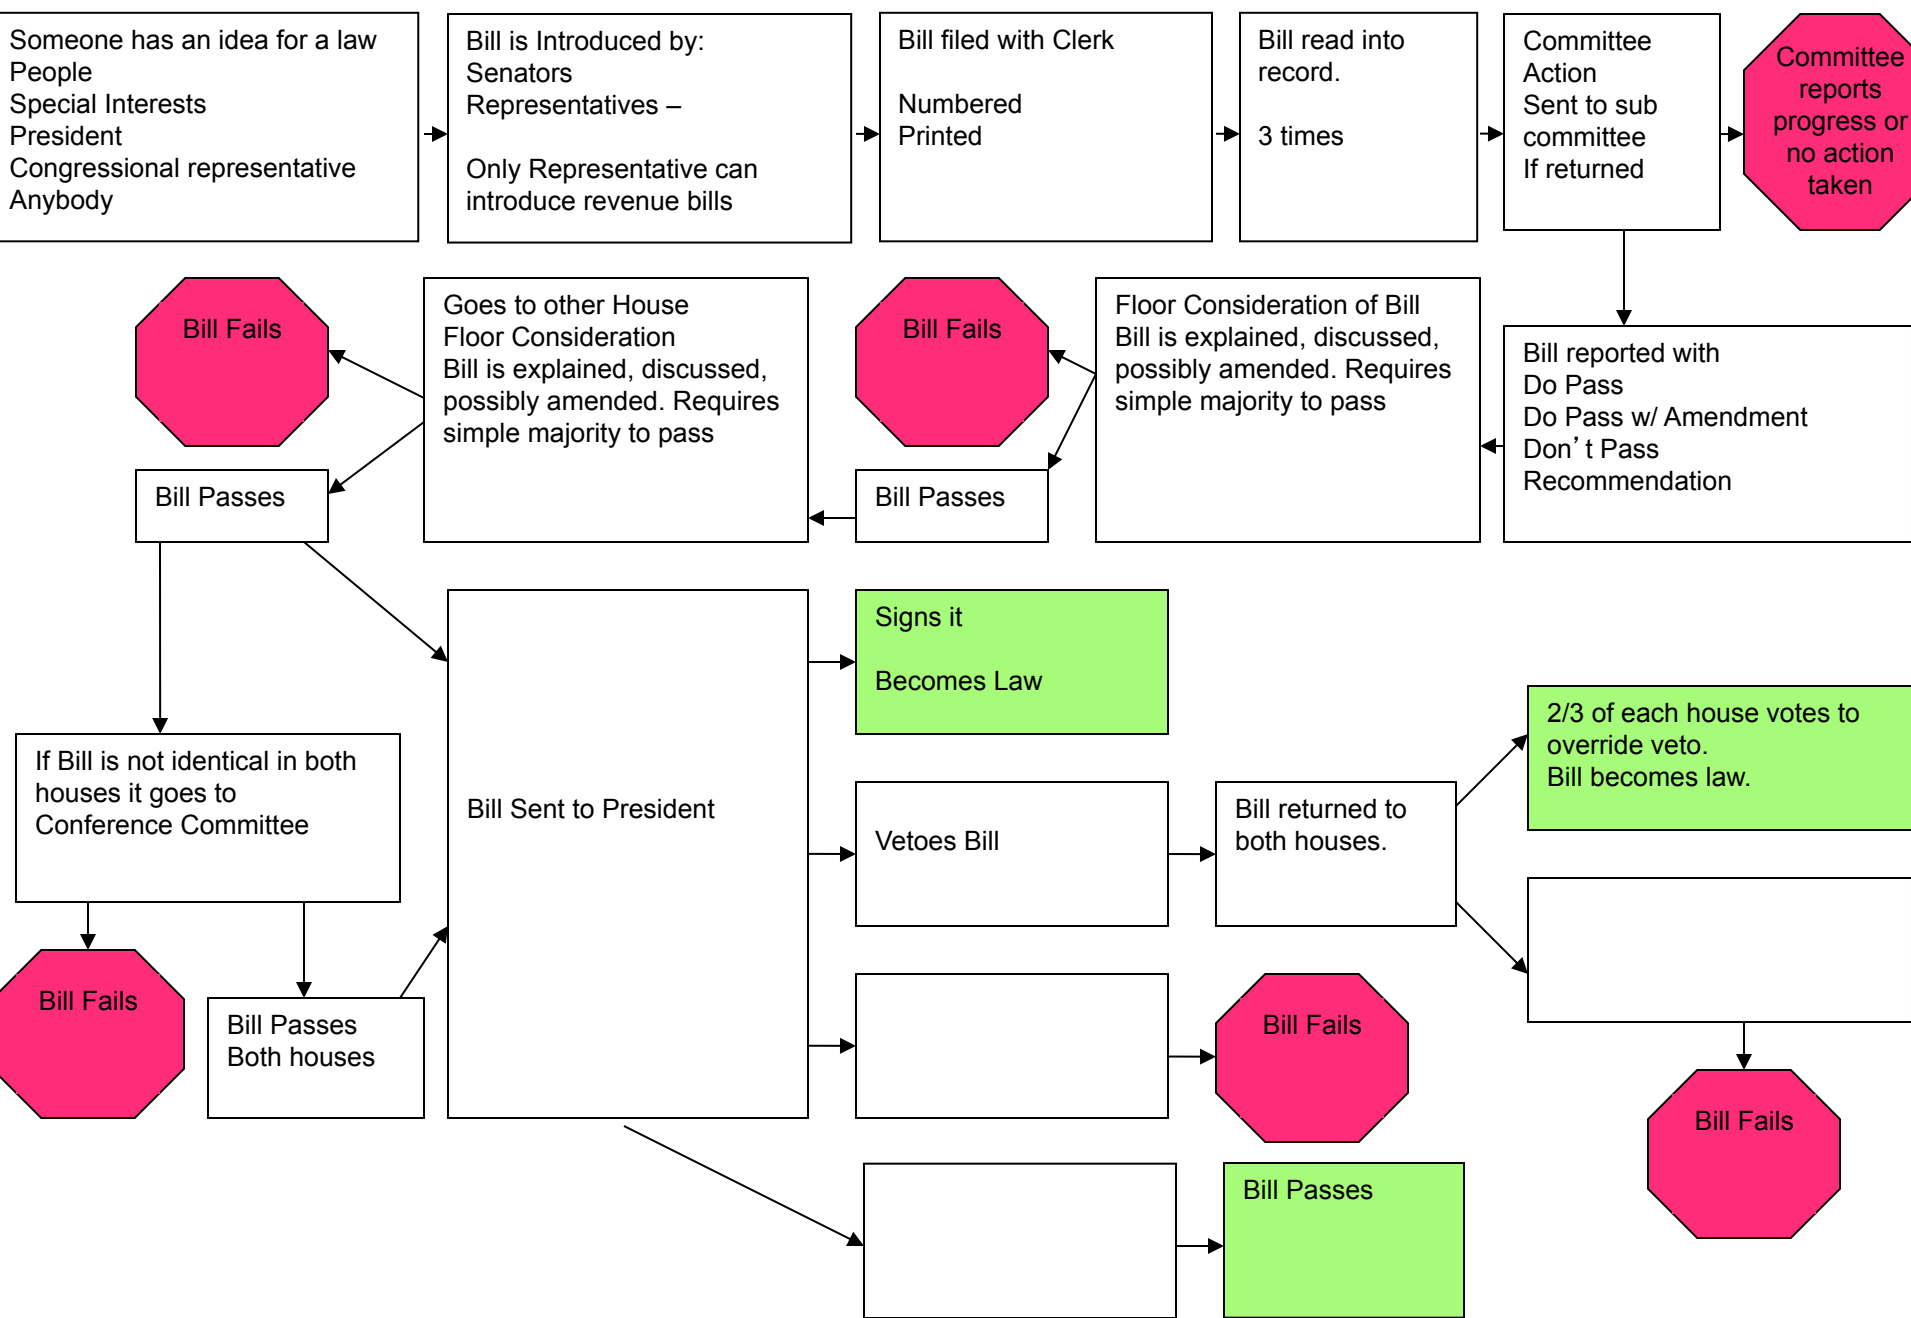 Someone has an idea for a law
People
Special Interests
President
Congressional representative
Anybody
Bill is Introduced by:
Senators
Representatives –
Only Representative can
introduce revenue bills
Bill filed with Clerk
Numbered
Printed
Bill read into
record.
3 times
Committee
Action
Sent to sub
committee
If returned
Committee
reports
progress or
no action
taken
Bill reported with
Do Pass
Do Pass w/ Amendment
Don’t Pass
Recommendation
Floor Consideration of Bill
Bill is explained, discussed,
possibly amended. Requires
simple majority to pass
Bill Fails
Bill Passes
Goes to other House
Floor Consideration
Bill is explained, discussed,
possibly amended. Requires
simple majority to pass
Bill Fails
Bill Passes
If Bill is not identical in both
houses it goes to
Conference Committee
Bill Fails
Bill Passes
Both houses
Bill Sent to President
Signs it
Becomes Law
Vetoes Bill
Bill returned to
both houses.
2/3 of each house votes to
override veto.
Bill becomes law.
Bill Fails
Bill Fails
Bill Passes